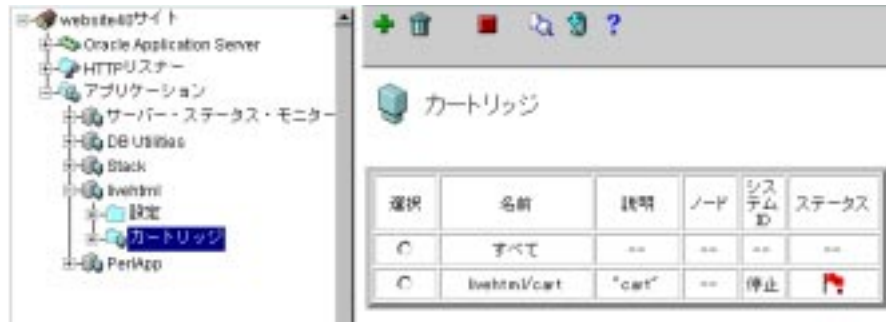 website40サイト
Oracle Application Server
HTTPリスナー
アプリケーション
サーバー・ステータス・モニター
DB Utilities
Stack
livehtml
設定
カートリッジ
PerlApp
カートリッジ
選択 名前 説明 ノード システムID ステータス
すべて -- -- -- --
livehtml/cart "cart" -- 停止